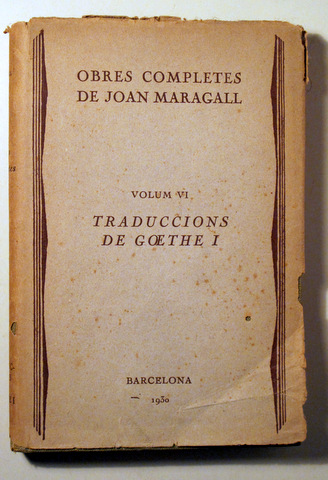 OBRES COMPLETES
DE JOAN MARAGALL
VOLUM VI
TRADUCCIONS
DE GŒTHE I
BARCELONA
1930